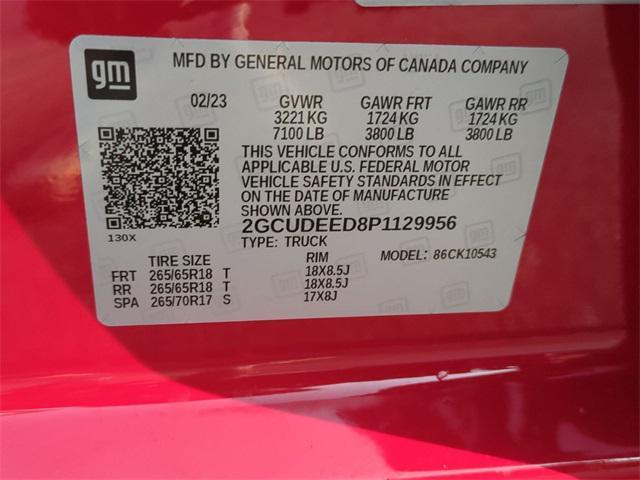 gm
MFD BY GENERAL MOTORS OF CANADA COMPANY
02/23 GVWR GAWR FRT GAWR RR
3221 KG 1724 KG 1724 KG
7100 LB 3800 LB 3800 LB
THIS VEHICLE CONFORMS TO ALL
APPLICABLE U.S. FEDERAL MOTOR
VEHICLE SAFETY STANDARDS IN EFFECT
ON THE DATE OF MANUFACTURE
SHOWN ABOVE.
130X
2GCUDEED8P1129956
TYPE: TRUCK MODEL: 86CK10543
TIRE SIZE RIM
FRT 265/65R18 T 18X8.5J
RR 265/65R18 T 18X8.5J
SPA 265/70R17 S 17X8J